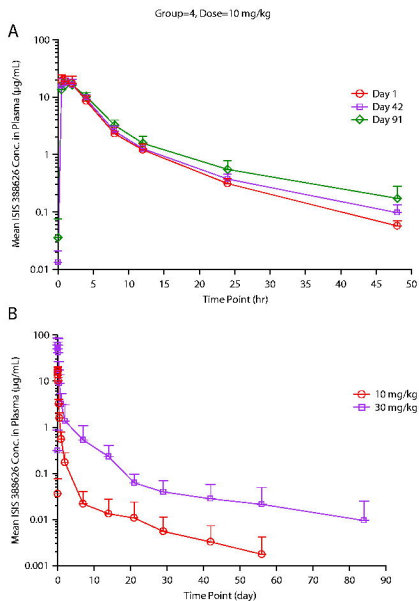 Group=4, Dose=10 mg/kg
A
Mean ISIS 388626 Conc. in Plasma (µg/mL)
100
10
1
0.1
0.01
Day 1
Day 42
Day 91
0 5 10 15 20 25 30 35 40 45 50
Time Point (hr)
B
Mean ISIS 388626 Conc. in Plasma (µg/mL)
100
10
1
0.1
0.01
0.001
10 mg/kg
30 mg/kg
0 10 20 30 40 50 60 70 80 90
Time Point (day)